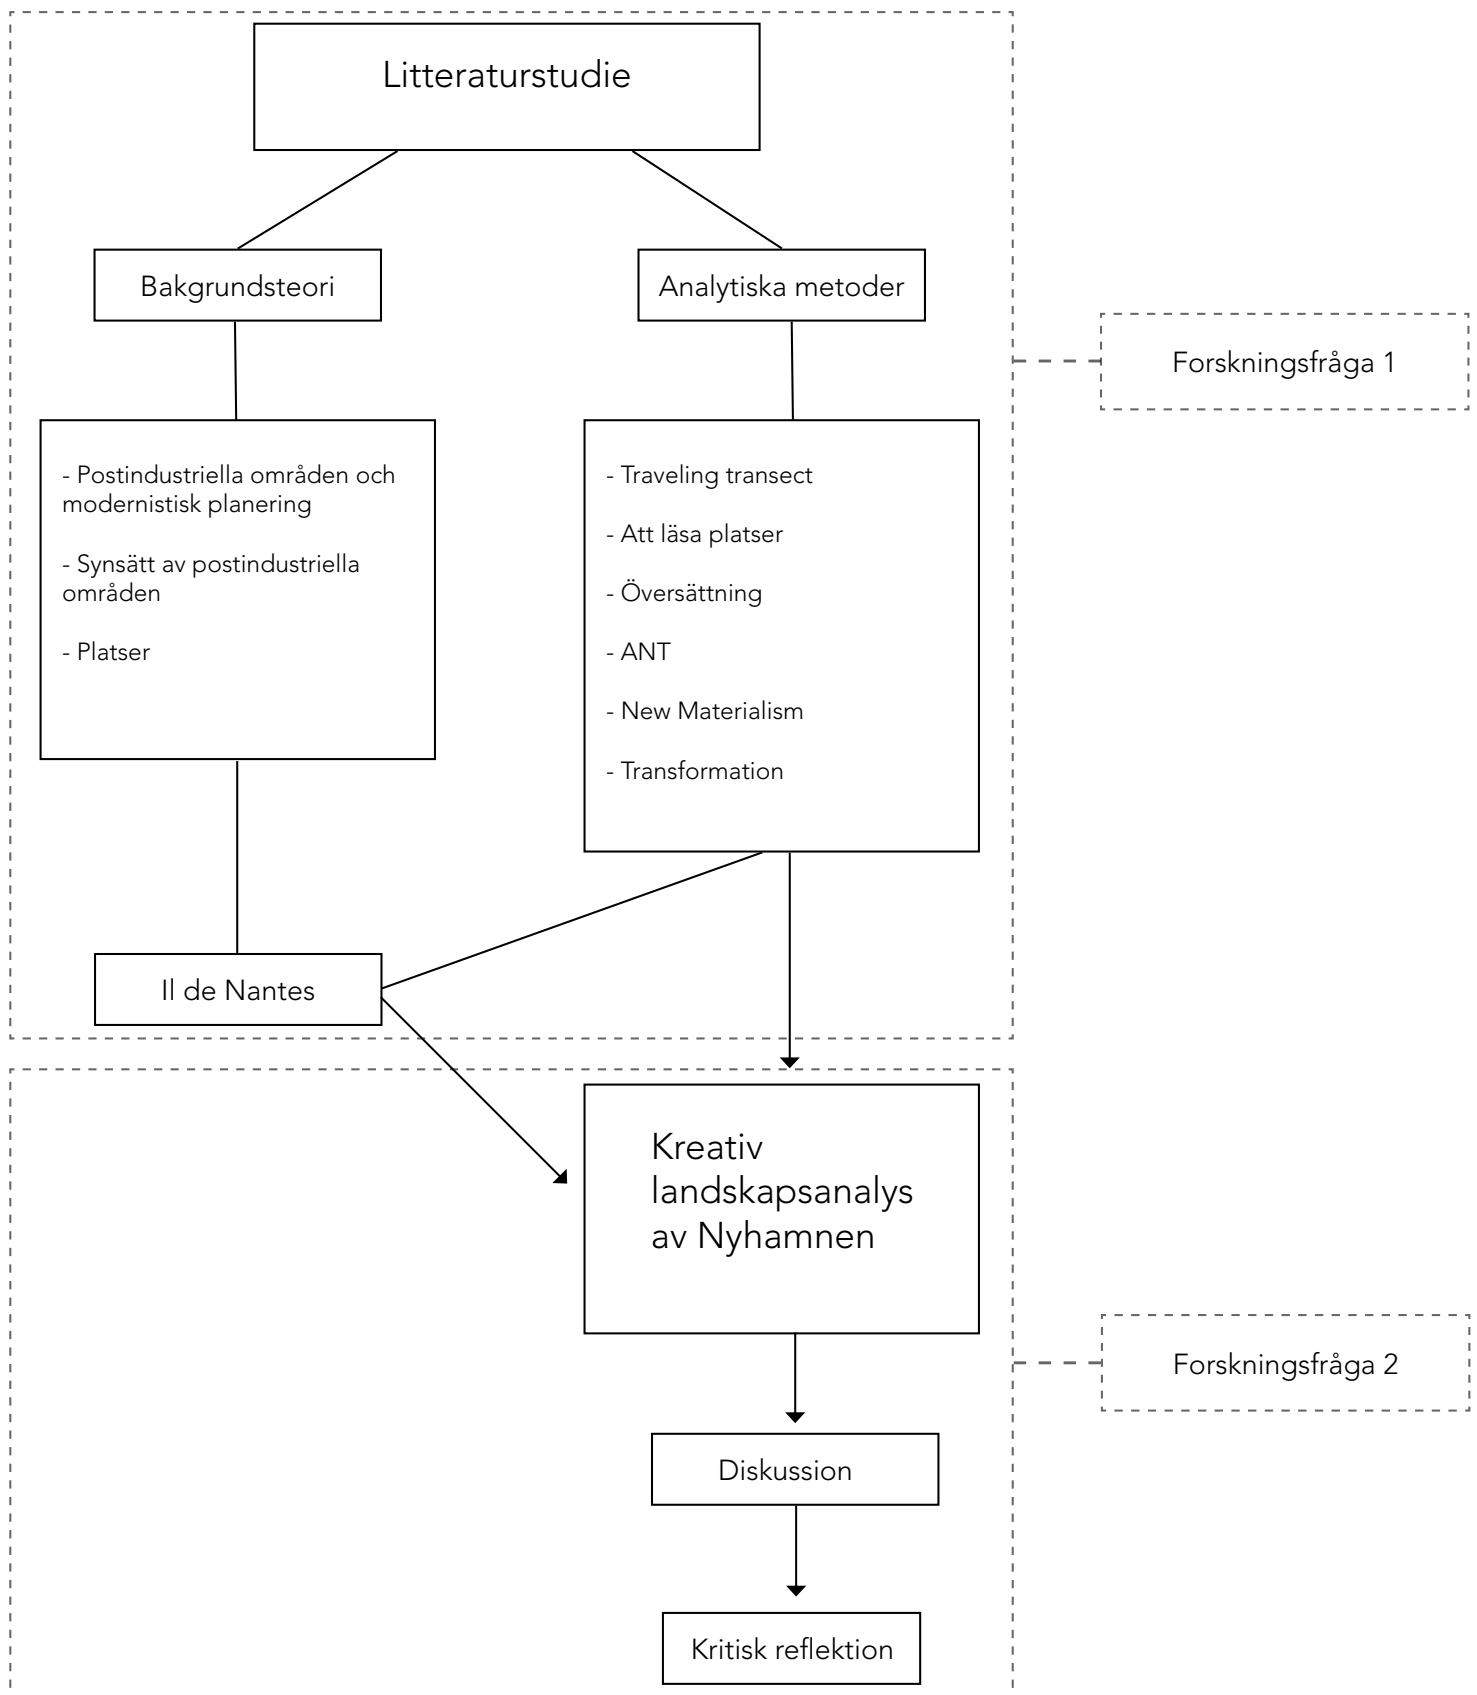 Litteraturstudie
Bakgrundsteori
Analytiska metoder
Forskningsfråga 1
- Postindustriella områden och
modernistisk planering
- Synsätt av postindustriella
områden
- Platser
- Traveling transect
- Att läsa platser
- Översättning
- ANT
- New Materialism
- Transformation
Il de Nantes
Kreativ
landskapsanalys
av Nyhamnen
Forskningsfråga 2
Diskussion
Kritisk reflektion